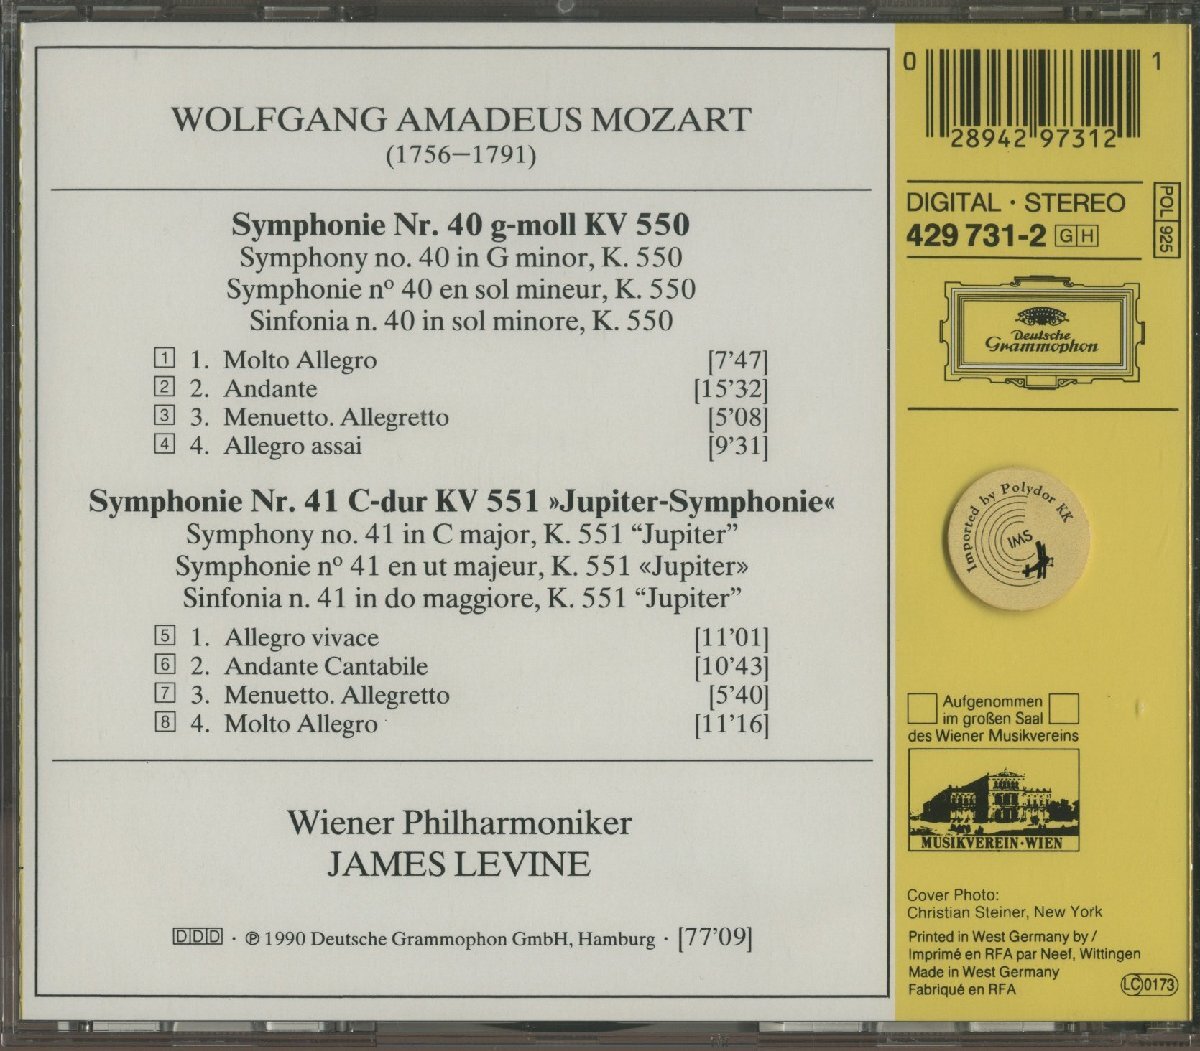 WOLFGANG AMADEUS MOZART
(1756–1791)
Symphonie Nr. 40 g-moll KV 550
Symphony no. 40 in G minor, K. 550
Symphonie nº 40 en sol mineur, K. 550
Sinfonia n. 40 in sol minore, K. 550
1 1. Molto Allegro [7’47]
2 2. Andante [15’32]
3 3. Menuetto. Allegretto [5’08]
4 4. Allegro assai [9’31]
Symphonie Nr. 41 C-dur KV 551 »Jupiter-Symphonie«
Symphony no. 41 in C major, K. 551 “Jupiter”
Symphonie nº 41 en ut majeur, K. 551 «Jupiter»
Sinfonia n. 41 in do maggiore, K. 551 “Jupiter”
5 1. Allegro vivace [11’01]
6 2. Andante Cantabile [10’43]
7 3. Menuetto. Allegretto [5’40]
8 4. Molto Allegro [11’16]
Wiener Philharmoniker
JAMES LEVINE
DDD · ℗ 1990 Deutsche Grammophon GmbH, Hamburg · [77’09]
0 28942 97312 1
DIGITAL · STEREO
429 731-2 GH
POL 925
Deutsche
Grammophon
Imported by Polydor KK
IMS
Aufgenommen
im großen Saal
des Wiener Musikvereins
MUSIKVEREIN·WIEN
Cover Photo:
Christian Steiner, New York
Printed in West Germany by /
Imprimé en RFA par Neef, Wittingen
Made in West Germany
Fabriqué en RFA
LC 0173